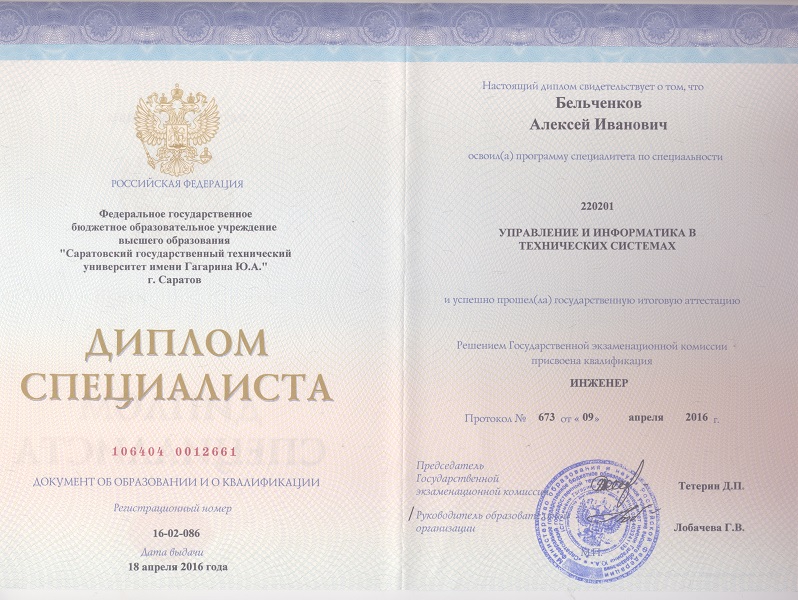 РОССИЙСКАЯ ФЕДЕРАЦИЯ
Федеральное государственное
бюджетное образовательное учреждение
высшего образования
"Саратовский государственный технический
университет имени Гагарина Ю.А."
г. Саратов
ДИПЛОМ
СПЕЦИАЛИСТА
106404 0012661
ДОКУМЕНТ ОБ ОБРАЗОВАНИИ И О КВАЛИФИКАЦИИ
Регистрационный номер
16-02-086
Дата выдачи
18 апреля 2016 года
Настоящий диплом свидетельствует о том, что
Бельченков
Алексей Иванович
освоил(а) программу специалитета по специальности
220201
УПРАВЛЕНИЕ И ИНФОРМАТИКА В
ТЕХНИЧЕСКИХ СИСТЕМАХ
и успешно прошел(ла) государственную итоговую аттестацию
Решением Государственной экзаменационной комиссии
присвоена квалификация
ИНЖЕНЕР
Протокол № 673 от « 09 » апреля 2016 г.
Председатель
Государственной
экзаменационной комиссии
Тетерин Д.П.
Руководитель
организации
Лобачева Г.В.